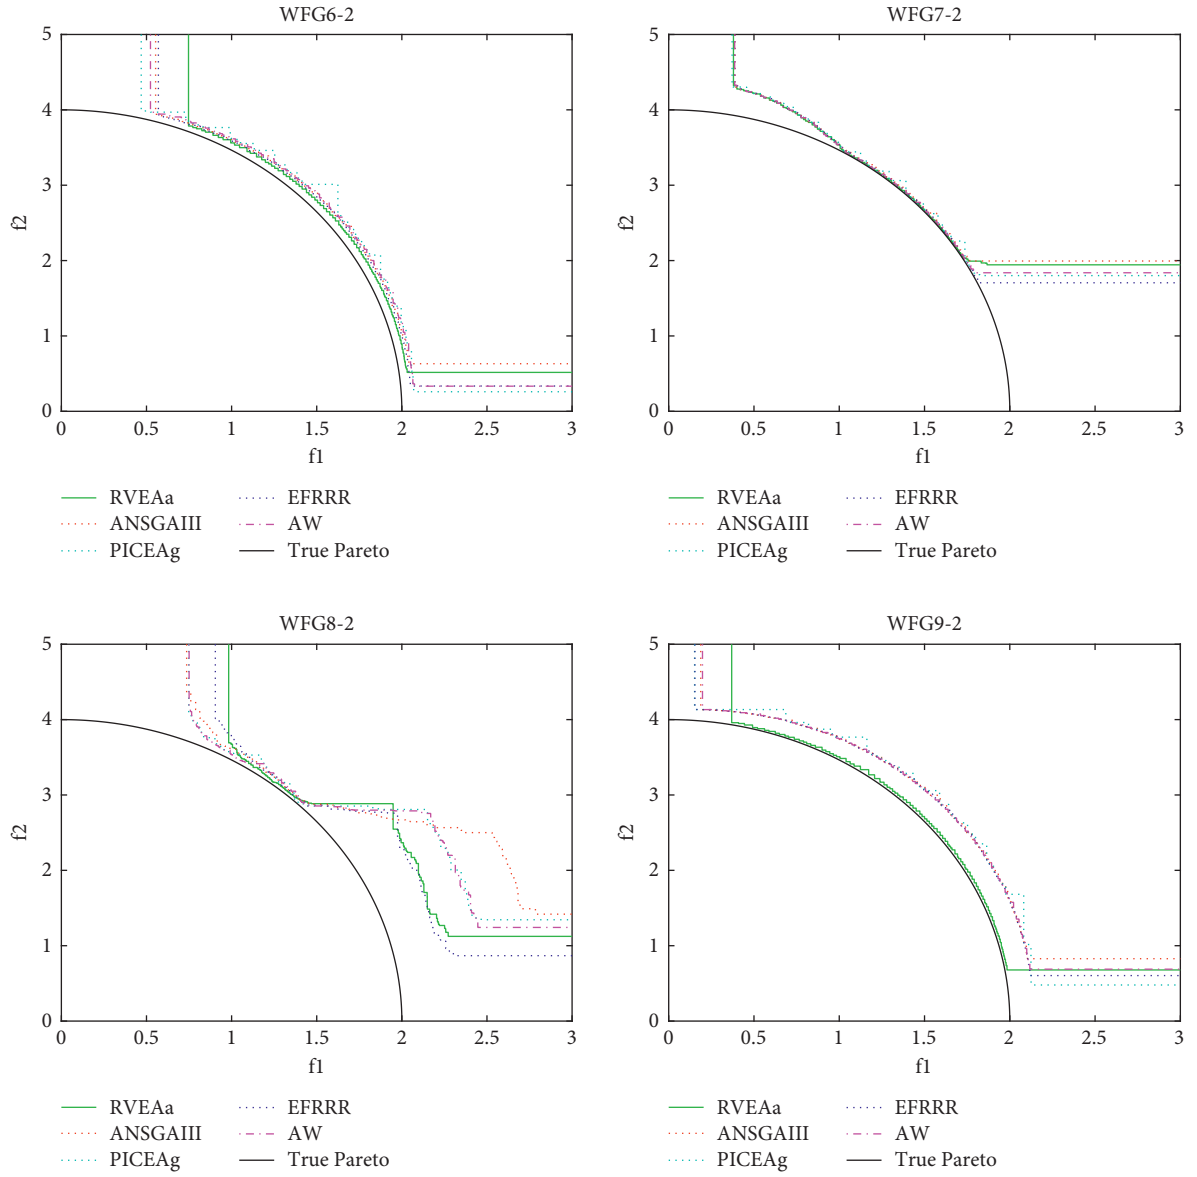 WFG6-2
5
4
3
2
1
0
f2
0 0.5 1 1.5 2 2.5 3
f1
RVEAa
ANSGAIII
PICEAg
EFRRR
AW
True Pareto
WFG7-2
5
4
3
2
1
0
f2
0 0.5 1 1.5 2 2.5 3
f1
RVEAa
ANSGAIII
PICEAg
EFRRR
AW
True Pareto
WFG8-2
5
4
3
2
1
0
f2
0 0.5 1 1.5 2 2.5 3
f1
RVEAa
ANSGAIII
PICEAg
EFRRR
AW
True Pareto
WFG9-2
5
4
3
2
1
0
f2
0 0.5 1 1.5 2 2.5 3
f1
RVEAa
ANSGAIII
PICEAg
EFRRR
AW
True Pareto